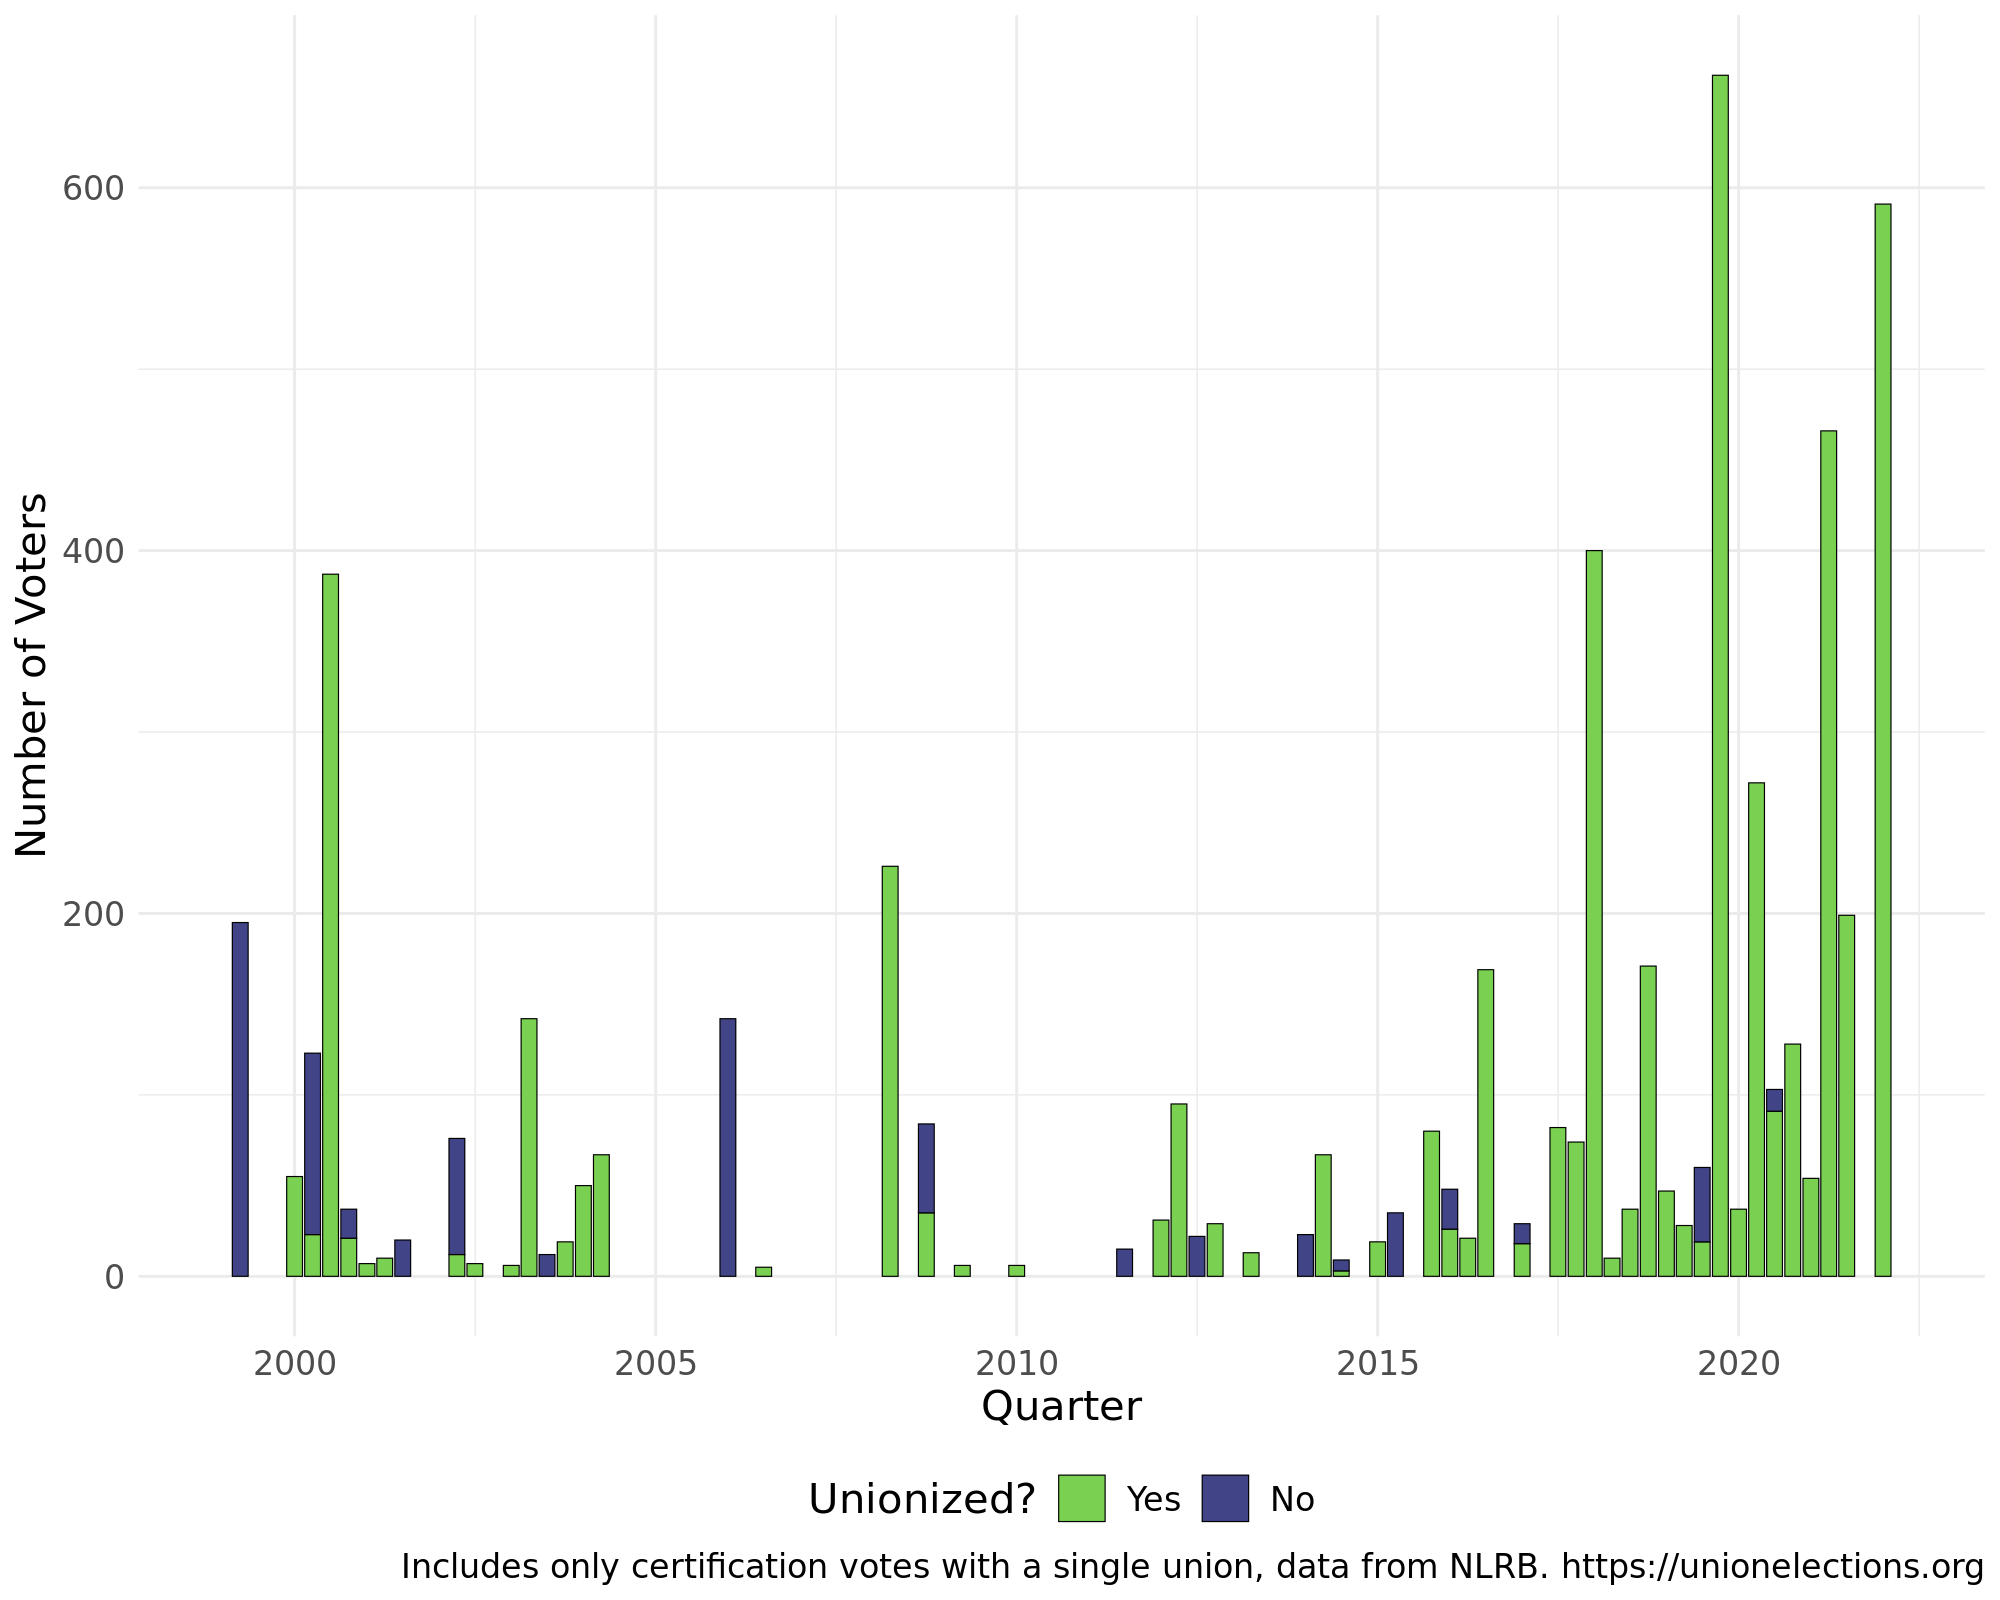 600
400
200
0
Number of Voters
2000 2005 2010 2015 2020
Quarter
Unionized? Yes No
Includes only certification votes with a single union, data from NLRB. https://unionelections.org